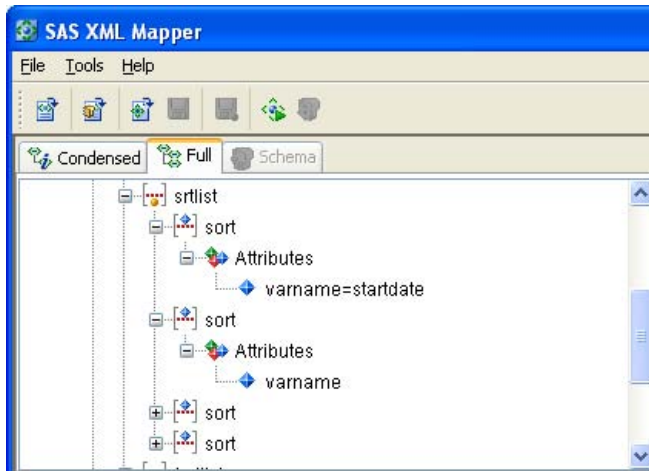 SAS XML Mapper
File Tools Help
Condensed Full Schema
srtlist
sort
Attributes
varname=startdate
sort
Attributes
varname
sort
sort